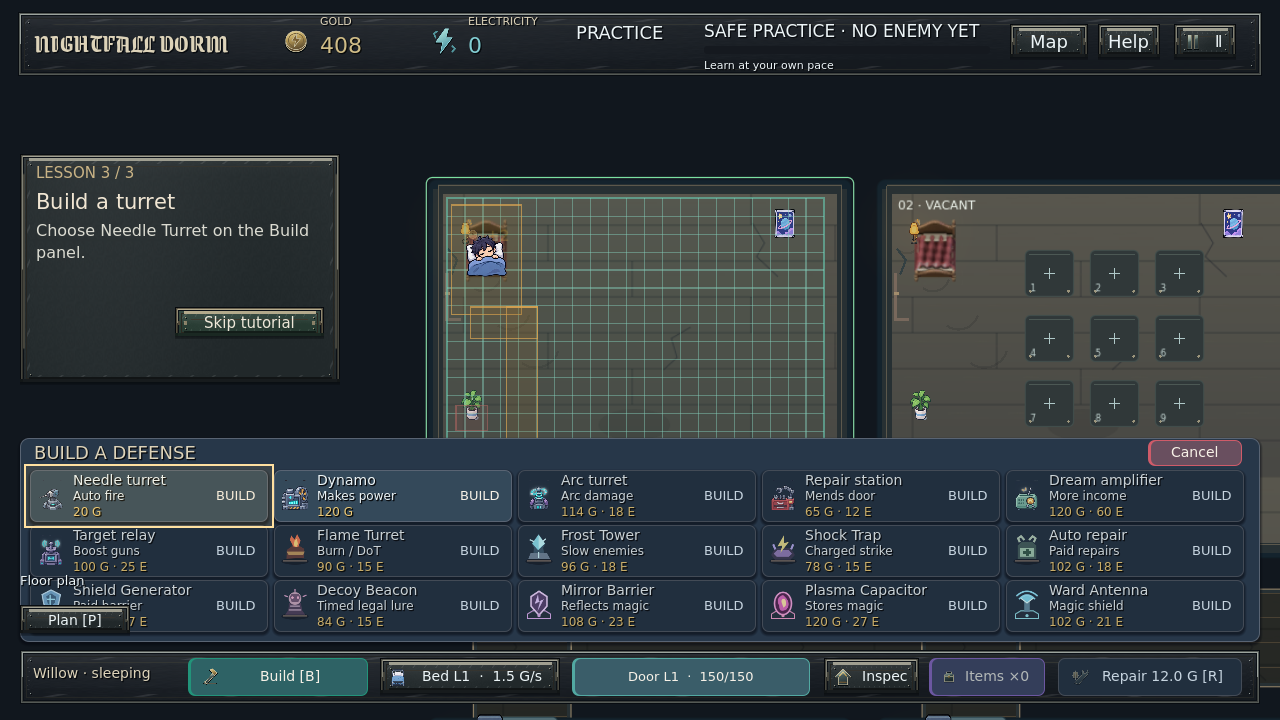 NIGHTFALL DORM
GOLD
408
ELECTRICITY
0
PRACTICE
SAFE PRACTICE · NO ENEMY YET
Learn at your own pace
Map
Help
LESSON 3 / 3
Build a turret
Choose Needle Turret on the Build
panel.
Skip tutorial
02 · VACANT
1
2
3
4
5
6
7
8
9
BUILD A DEFENSE
Cancel
Needle turret
Auto fire
20 G
BUILD
Dynamo
Makes power
120 G
BUILD
Arc turret
Arc damage
114 G · 18 E
BUILD
Repair station
Mends door
65 G · 12 E
BUILD
Dream amplifier
More income
120 G · 60 E
BUILD
Target relay
Boost guns
100 G · 25 E
BUILD
Flame Turret
Burn / DoT
90 G · 15 E
BUILD
Frost Tower
Slow enemies
96 G · 18 E
BUILD
Shock Trap
Charged strike
78 G · 15 E
BUILD
Auto repair
Paid repairs
102 G · 18 E
BUILD
Floor plan
Plan [P]
Shield Generator
Paid barrier
7 E
BUILD
Decoy Beacon
Timed legal lure
84 G · 15 E
BUILD
Mirror Barrier
Reflects magic
108 G · 23 E
BUILD
Plasma Capacitor
Stores magic
120 G · 27 E
BUILD
Ward Antenna
Magic shield
102 G · 21 E
BUILD
Willow · sleeping
Build [B]
Bed L1 · 1.5 G/s
Door L1 · 150/150
Inspec
Items ×0
Repair 12.0 G [R]